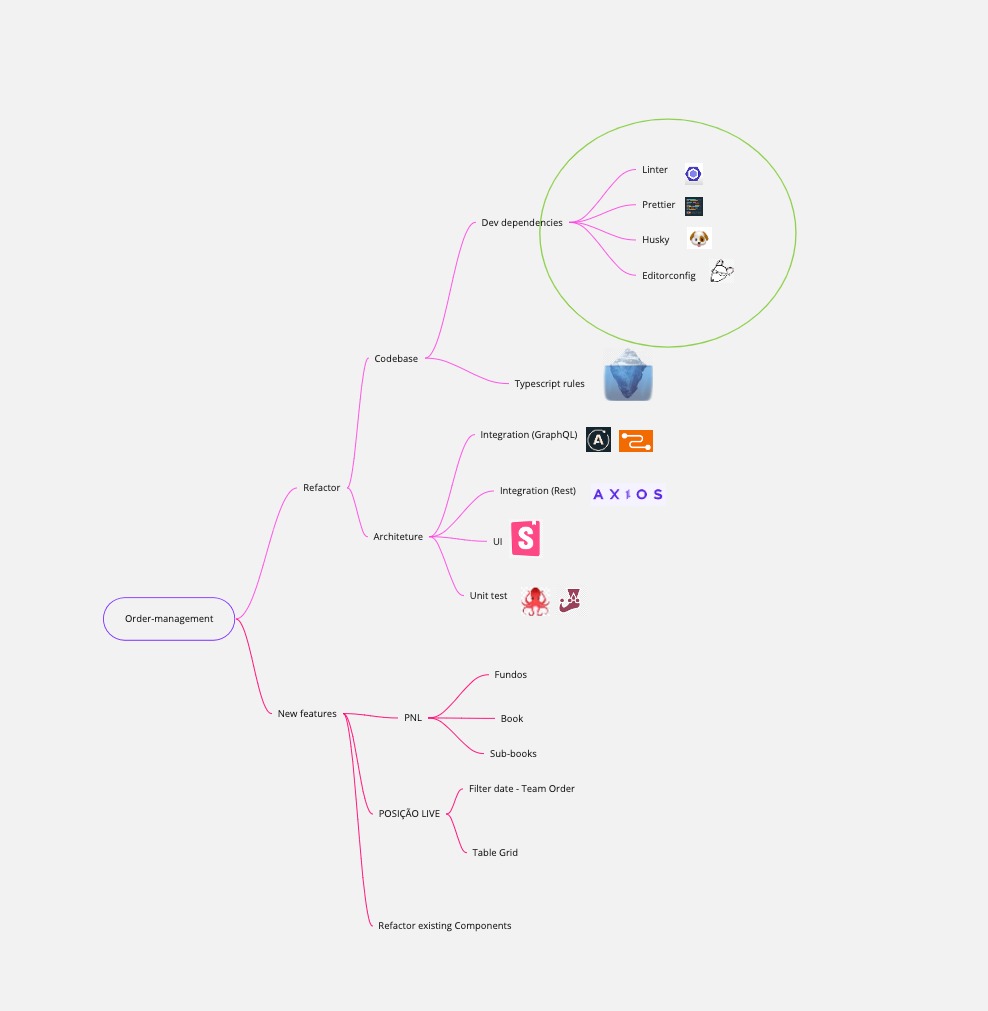 Linter
Prettier
Dev dependencies
Husky
Editorconfig
Codebase
Typescript rules
Integration (GraphQL)
A
Refactor
Integration (Rest)
AXIOS
Architeture
UI
S
Unit test
Order-management
Fundos
New features
PNL
Book
Sub-books
Filter date - Team Order
POSIÇÃO LIVE
Table Grid
Refactor existing Components